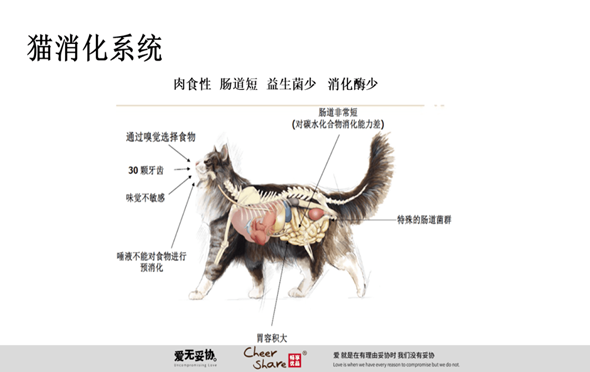 猫消化系统
肉食性 肠道短 益生菌少 消化酶少
肠道非常短
(对碳水化合物消化能力差)
通过嗅觉选择食物
30 颗牙齿
味觉不敏感
特殊的肠道菌群
唾液不能对食物进行
预消化
胃容积大
爱无妥协
Uncompromising love
Cheer
Share
®
爱 就是在有理由妥协时 我们没有妥协
Love is when we have every reason to compromise but we do not.